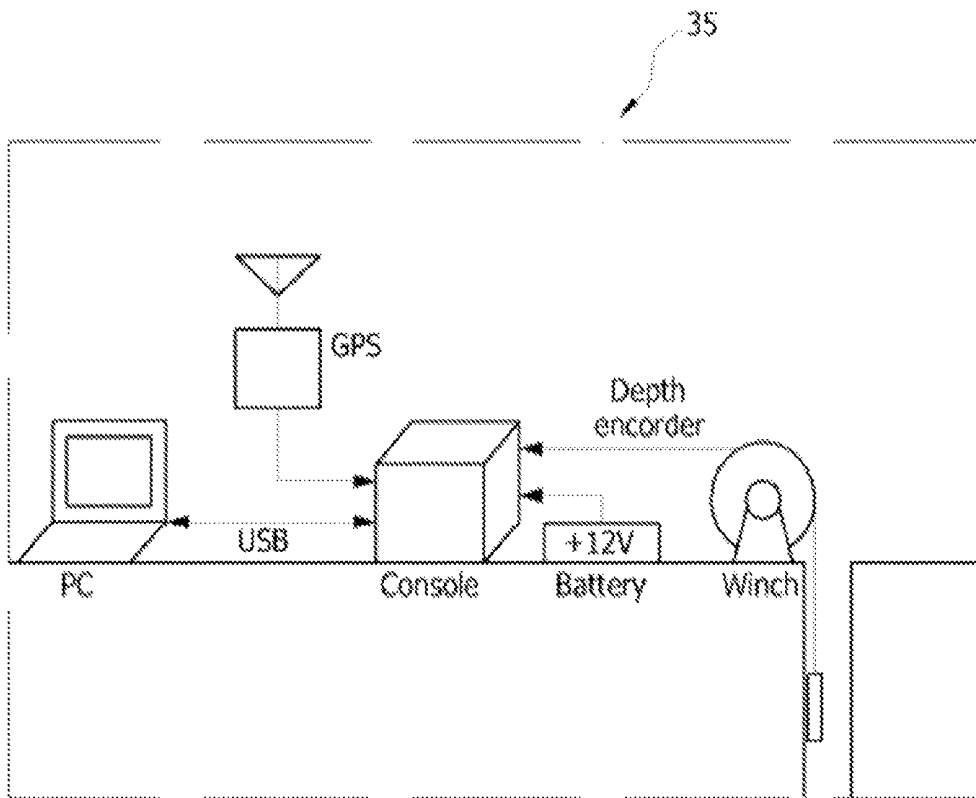 35
GPS
Depth
encorder
USB
+12V
PC
Console
Battery
Winch